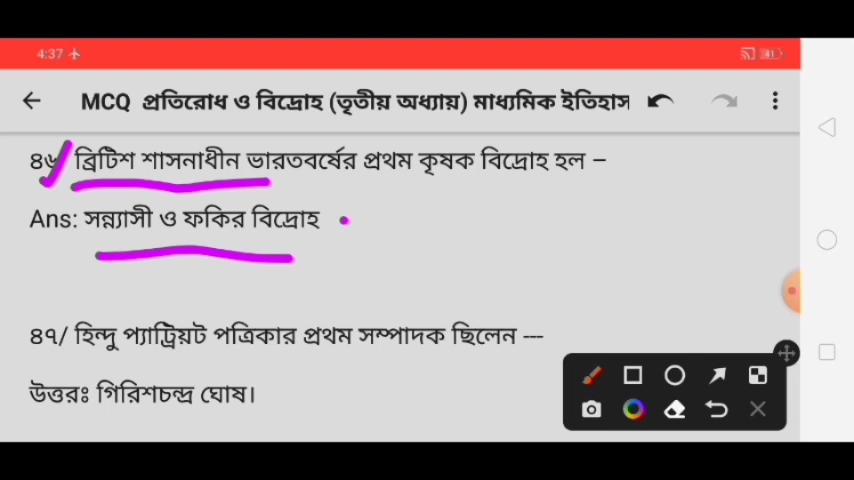 4:37
41
MCQ প্রতিরোধ ও বিদ্রোহ (তৃতীয় অধ্যায়) মাধ্যমিক ইতিহাস
৪৬/ ব্রিটিশ শাসনাধীন ভারতবর্ষের প্রথম কৃষক বিদ্রোহ হল –
Ans: সন্ন্যাসী ও ফকির বিদ্রোহ
৪৭/ হিন্দু প্যাট্রিয়ট পত্রিকার প্রথম সম্পাদক ছিলেন ---
উত্তরঃ গিরিশচন্দ্র ঘোষ।